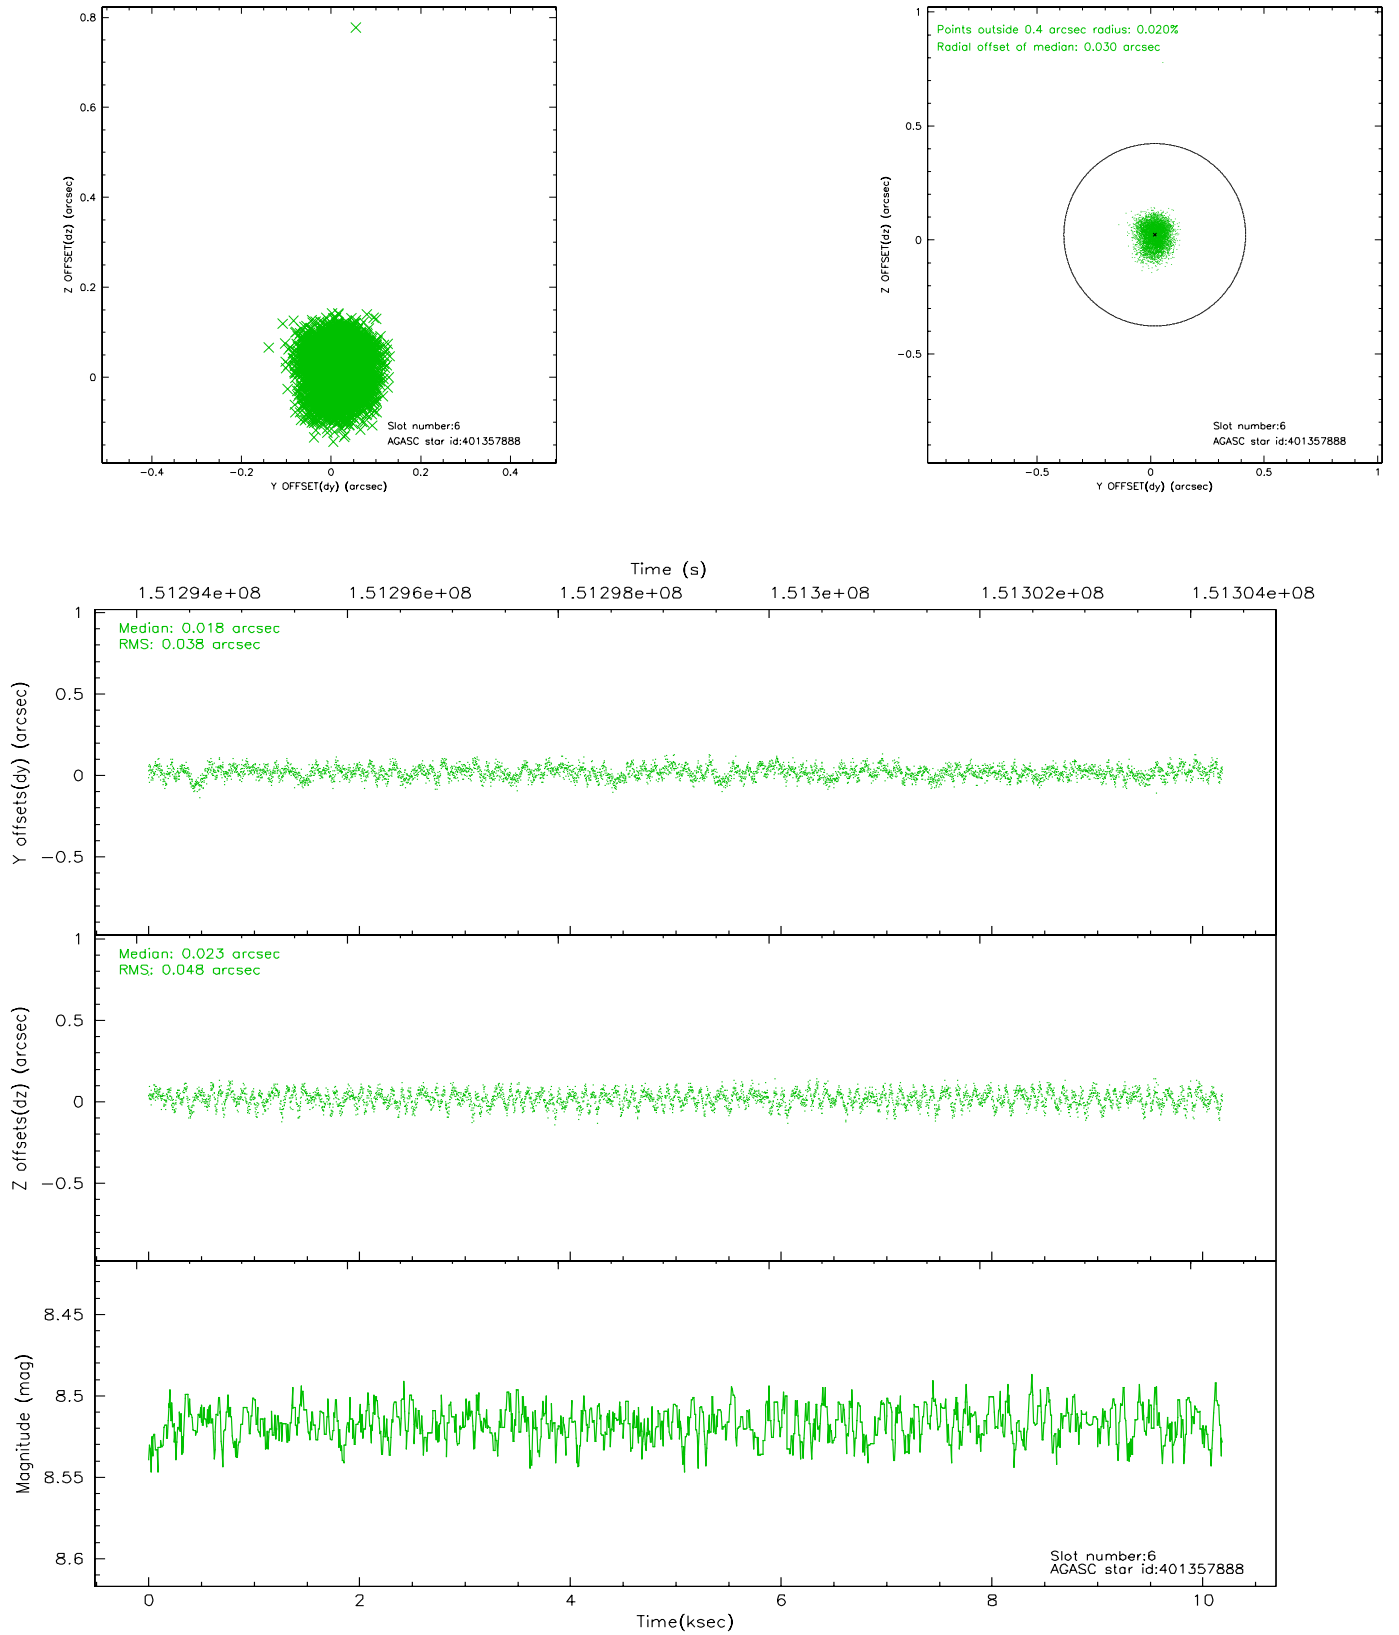 0.8
0.6
0.4
0.2
0
Z OFFSET(dz) (arcsec)
Slot number:6
AGASC star id:401357888
−0.4 −0.2 0 0.2 0.4
Y OFFSET(dy) (arcsec)
Points outside 0.4 arcsec radius: 0.020%
Radial offset of median: 0.030 arcsec
1
0.5
0
−0.5
Z OFFSET(dz) (arcsec)
Slot number:6
AGASC star id:401357888
−0.5 0 0.5 1
Y OFFSET(dy) (arcsec)
Time (s)
1.51294e+08 1.51296e+08 1.51298e+08 1.513e+08 1.51302e+08 1.51304e+08
Median: 0.018 arcsec
RMS: 0.038 arcsec
1
0.5
0
−0.5
Y offsets(dy) (arcsec)
Median: 0.023 arcsec
RMS: 0.048 arcsec
1
0.5
0
−0.5
Z offsets(dz) (arcsec)
8.45
8.5
8.55
8.6
Magnitude (mag)
Slot number:6
AGASC star id:401357888
0 2 4 6 8 10
Time(ksec)